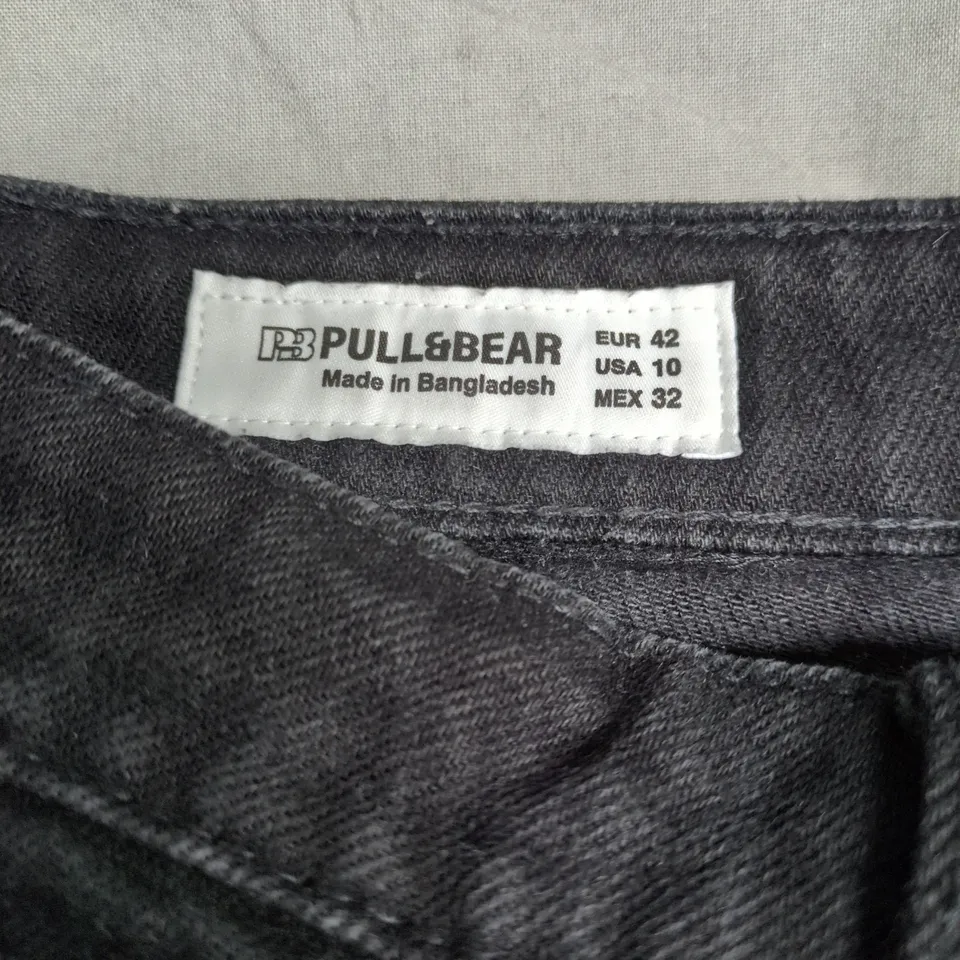 PB PULL&BEAR
Made in Bangladesh
EUR 42
USA 10
MEX 32